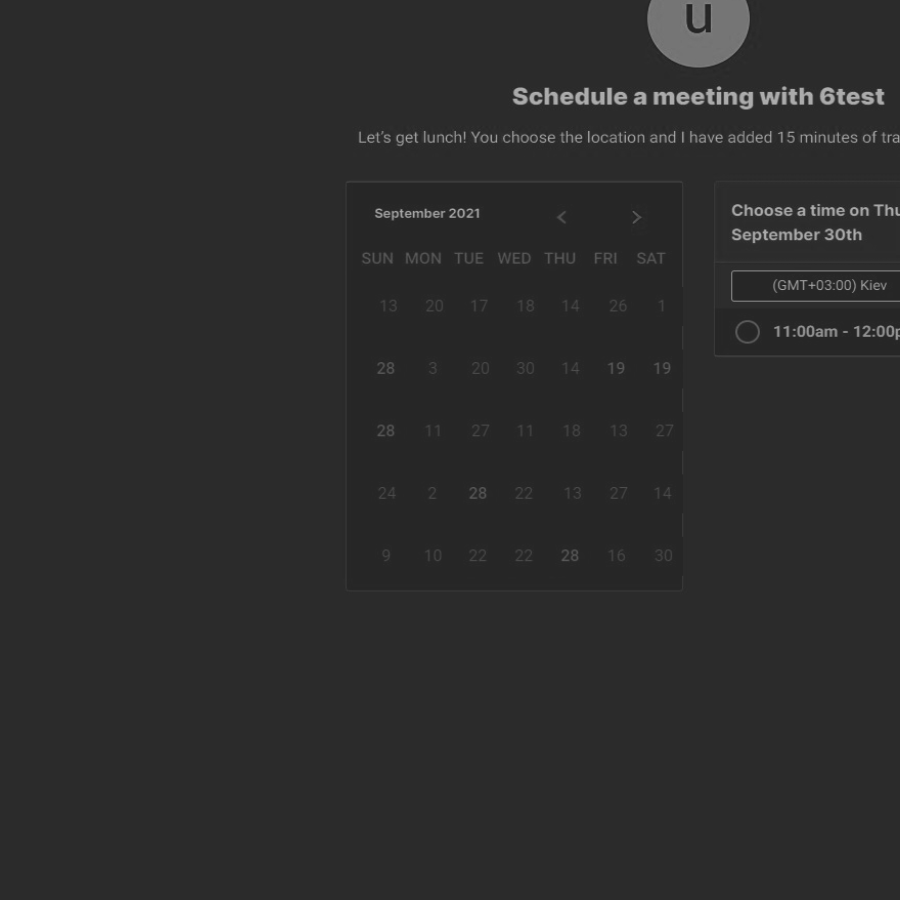 u
Schedule a meeting with 6test
Let's get lunch! You choose the location and I have added 15 minutes of tra
September 2021 < >
SUN MON TUE WED THU FRI SAT
13 20 17 18 14 26 1
28 3 20 30 14 19 19
28 11 27 11 18 13 27
24 2 28 22 13 27 14
9 10 22 22 28 16 30
Choose a time on Thu
September 30th
(GMT+03:00) Kiev
11:00am - 12:00p